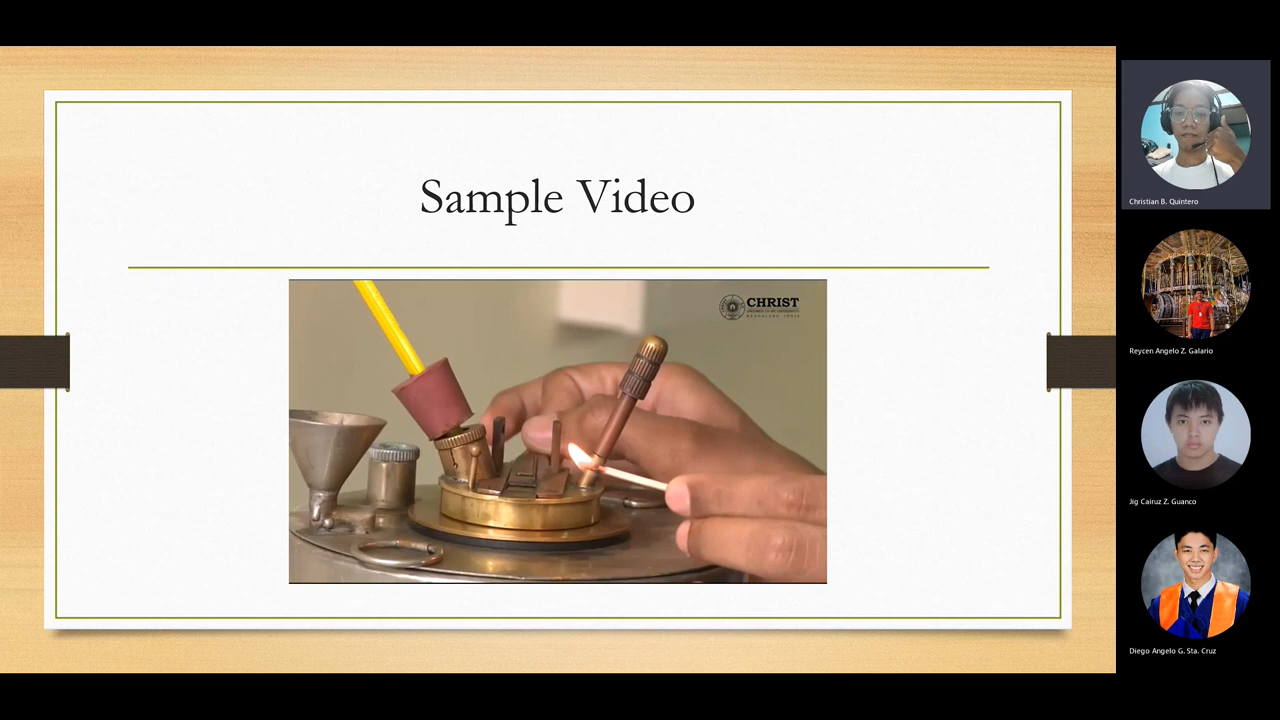 Sample Video
CHRIST
Christian B. Quintero
Reycen Angelo Z. Galario
Jig Cairuz Z. Guanco
Diego Angelo G. Sta. Cruz